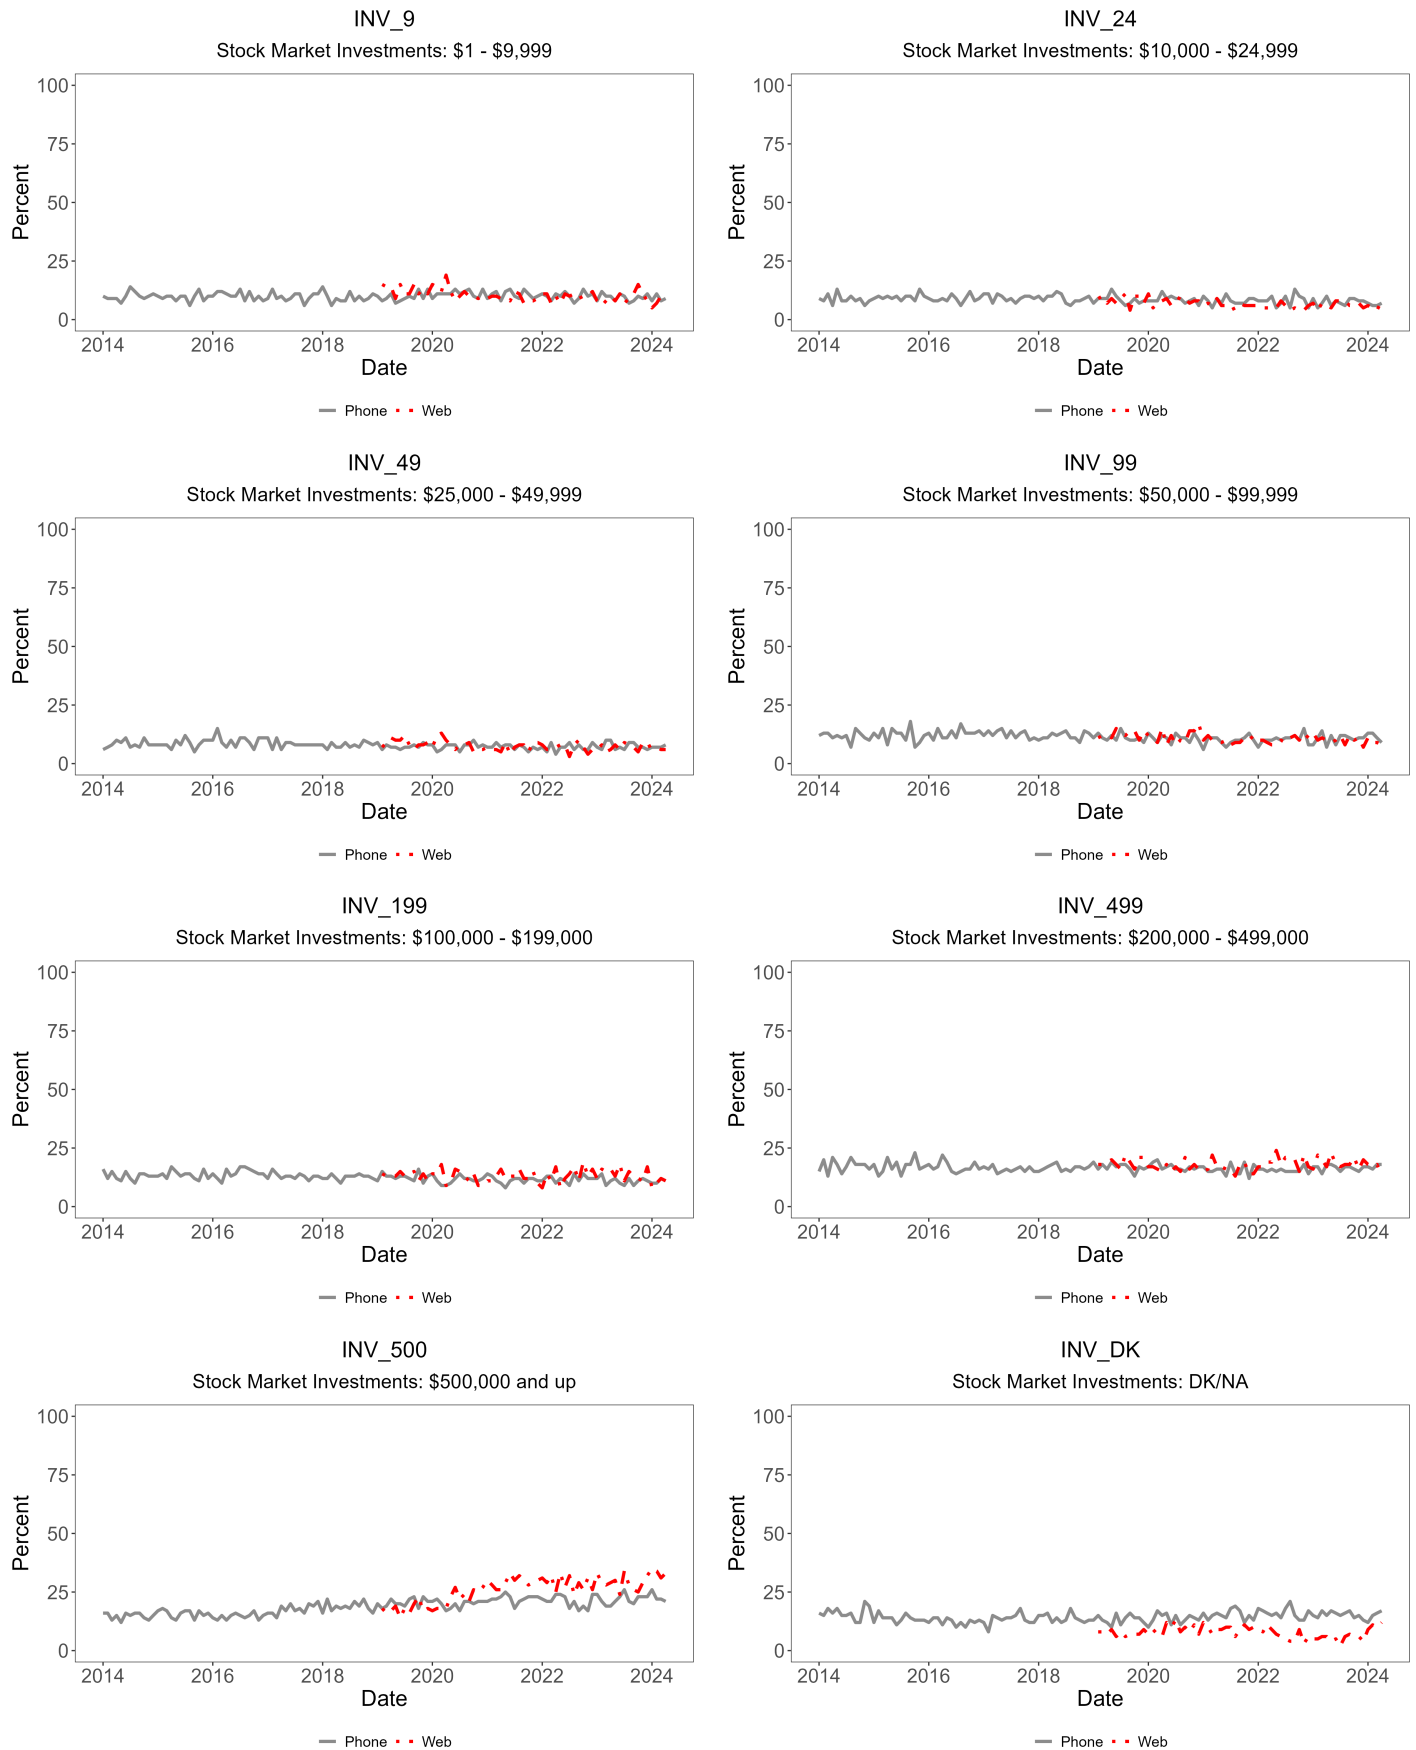 INV_9
Stock Market Investments: $1 - $9,999
Percent
100
75
50
25
0
2014 2016 2018 2020 2022 2024
Date
Phone Web
INV_24
Stock Market Investments: $10,000 - $24,999
Percent
100
75
50
25
0
2014 2016 2018 2020 2022 2024
Date
Phone Web
INV_49
Stock Market Investments: $25,000 - $49,999
Percent
100
75
50
25
0
2014 2016 2018 2020 2022 2024
Date
Phone Web
INV_99
Stock Market Investments: $50,000 - $99,999
Percent
100
75
50
25
0
2014 2016 2018 2020 2022 2024
Date
Phone Web
INV_199
Stock Market Investments: $100,000 - $199,000
Percent
100
75
50
25
0
2014 2016 2018 2020 2022 2024
Date
Phone Web
INV_499
Stock Market Investments: $200,000 - $499,000
Percent
100
75
50
25
0
2014 2016 2018 2020 2022 2024
Date
Phone Web
INV_500
Stock Market Investments: $500,000 and up
Percent
100
75
50
25
0
2014 2016 2018 2020 2022 2024
Date
Phone Web
INV_DK
Stock Market Investments: DK/NA
Percent
100
75
50
25
0
2014 2016 2018 2020 2022 2024
Date
Phone Web